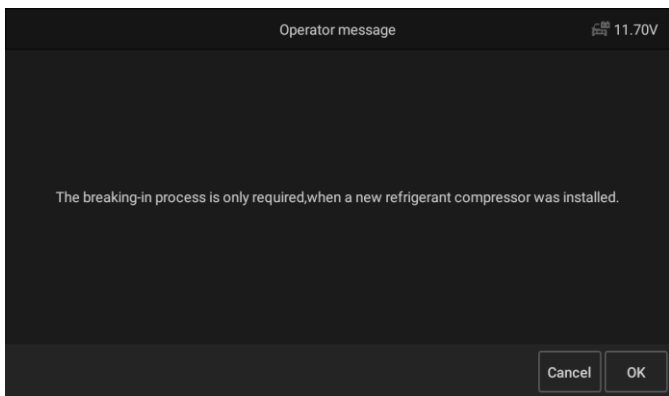 Operator message
11.70V
The breaking-in process is only required,when a new refrigerant compressor was installed.
Cancel
OK